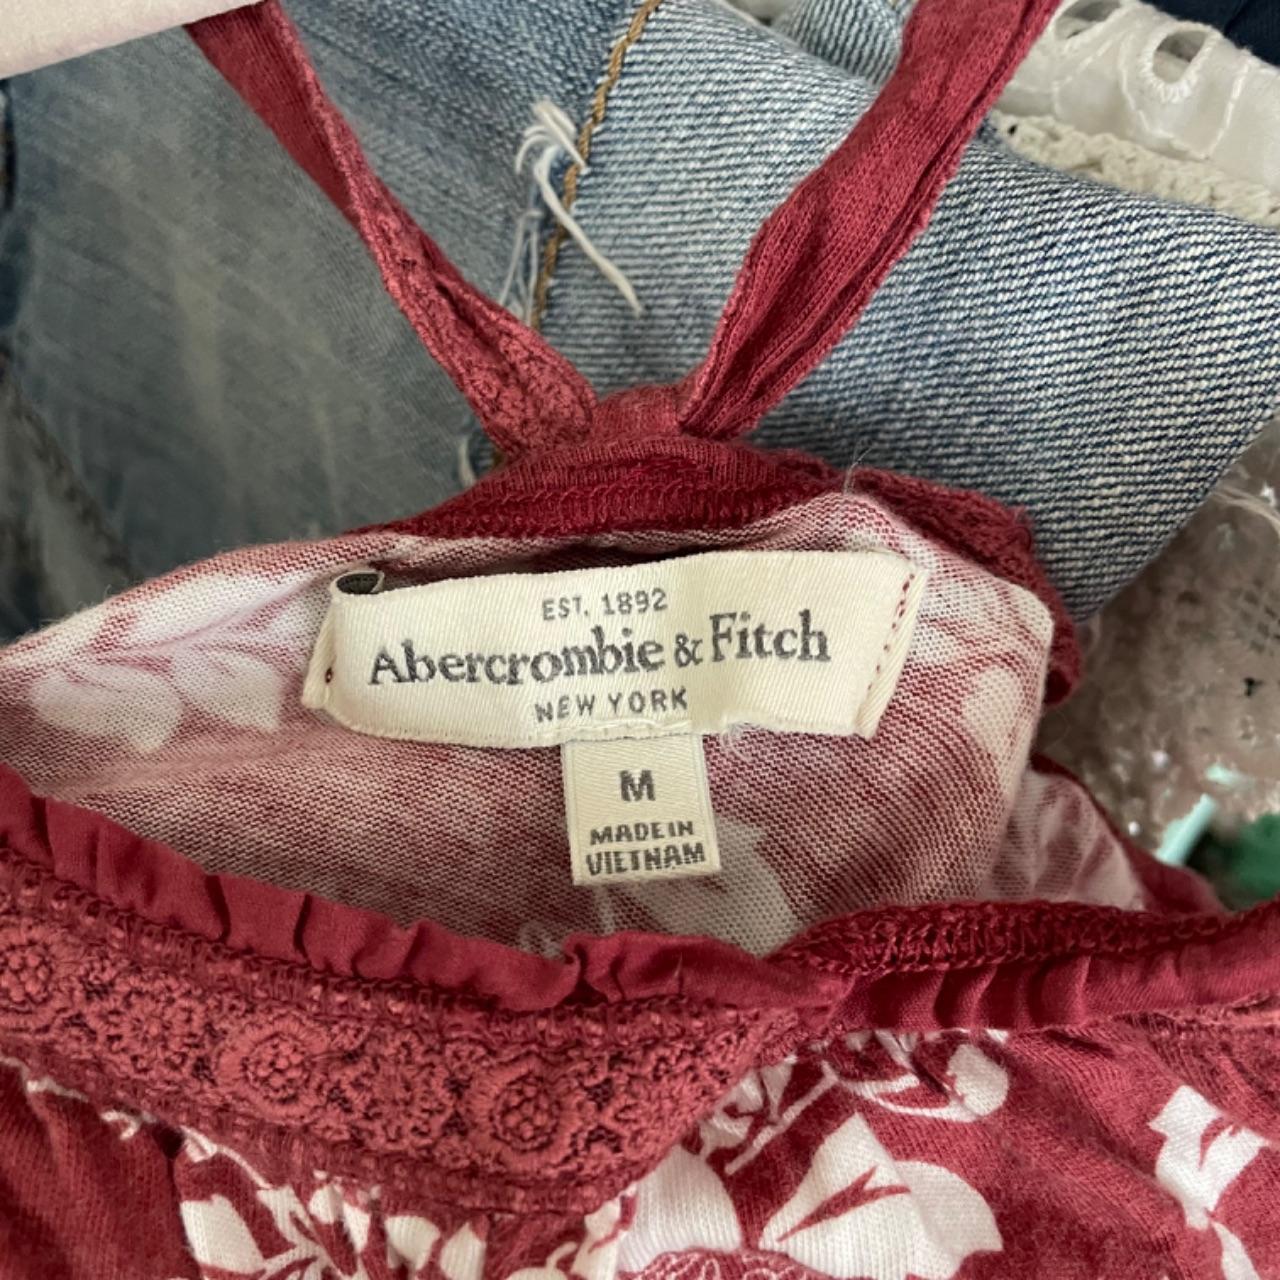 EST. 1892
Abercrombie & Fitch
NEW YORK
M
MADE IN
VIETNAM